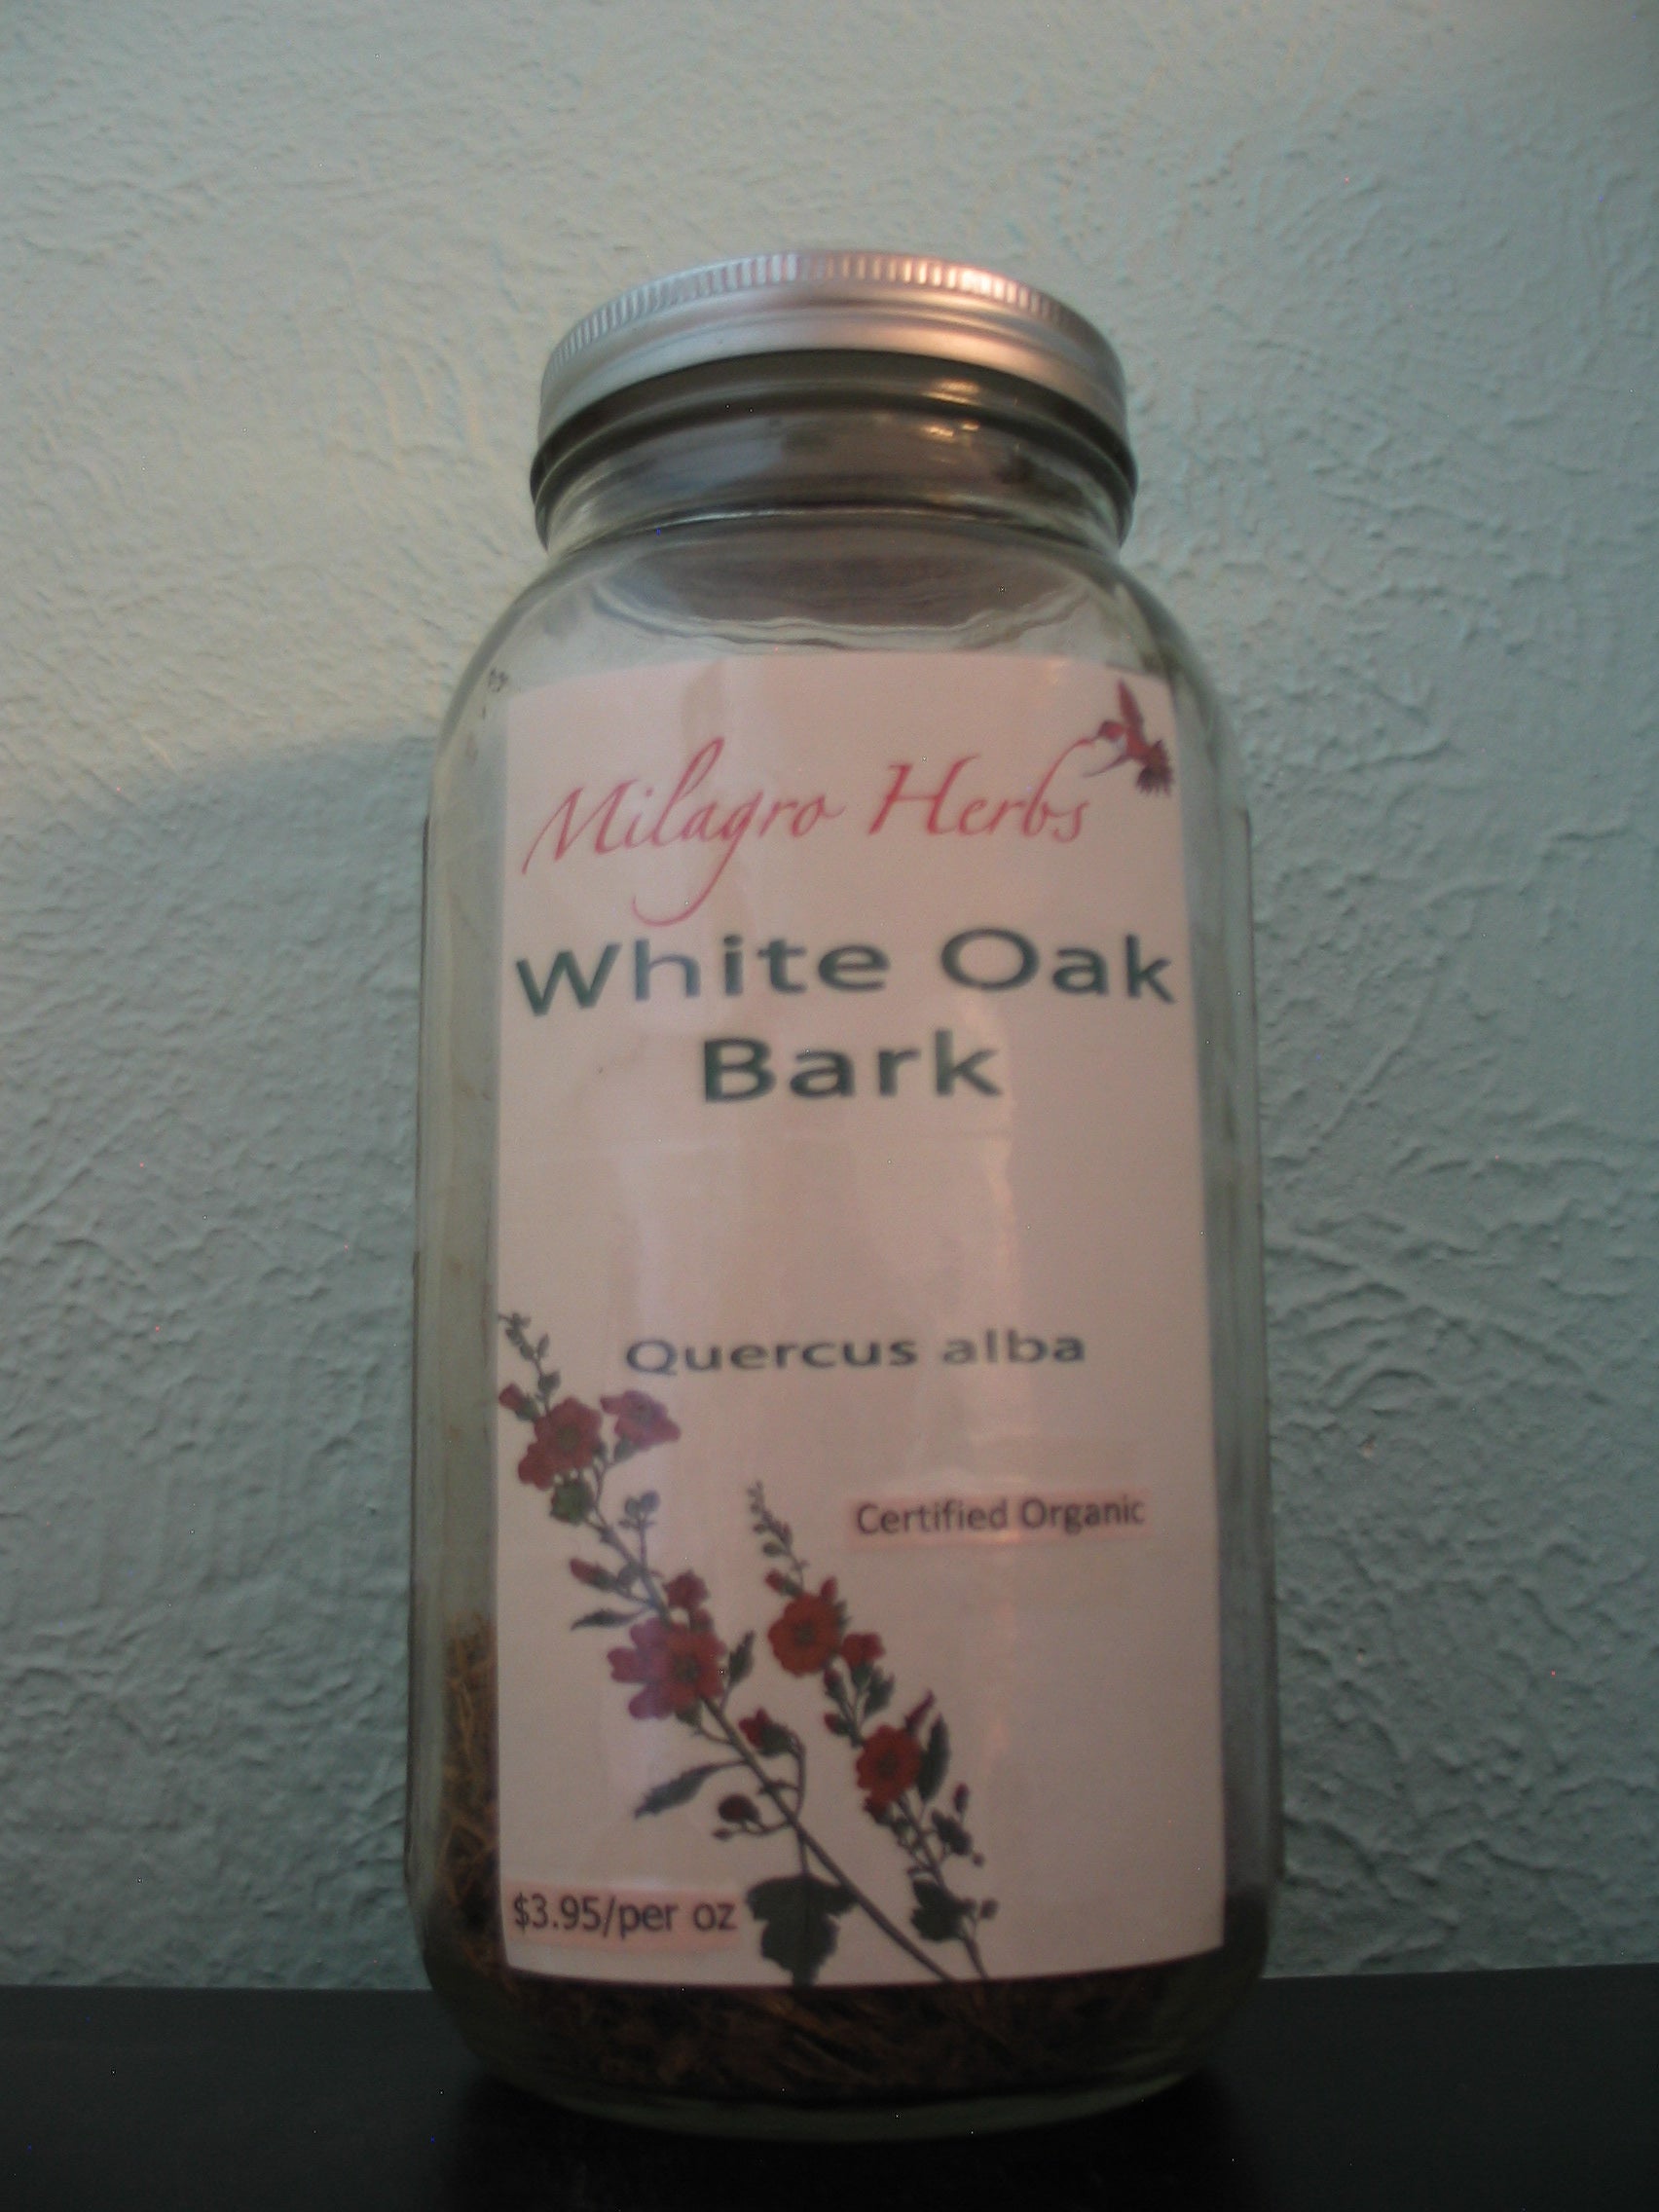 Milagro Herbs
White Oak
Bark
Quercus alba
Certified Organic
$3.95/per oz